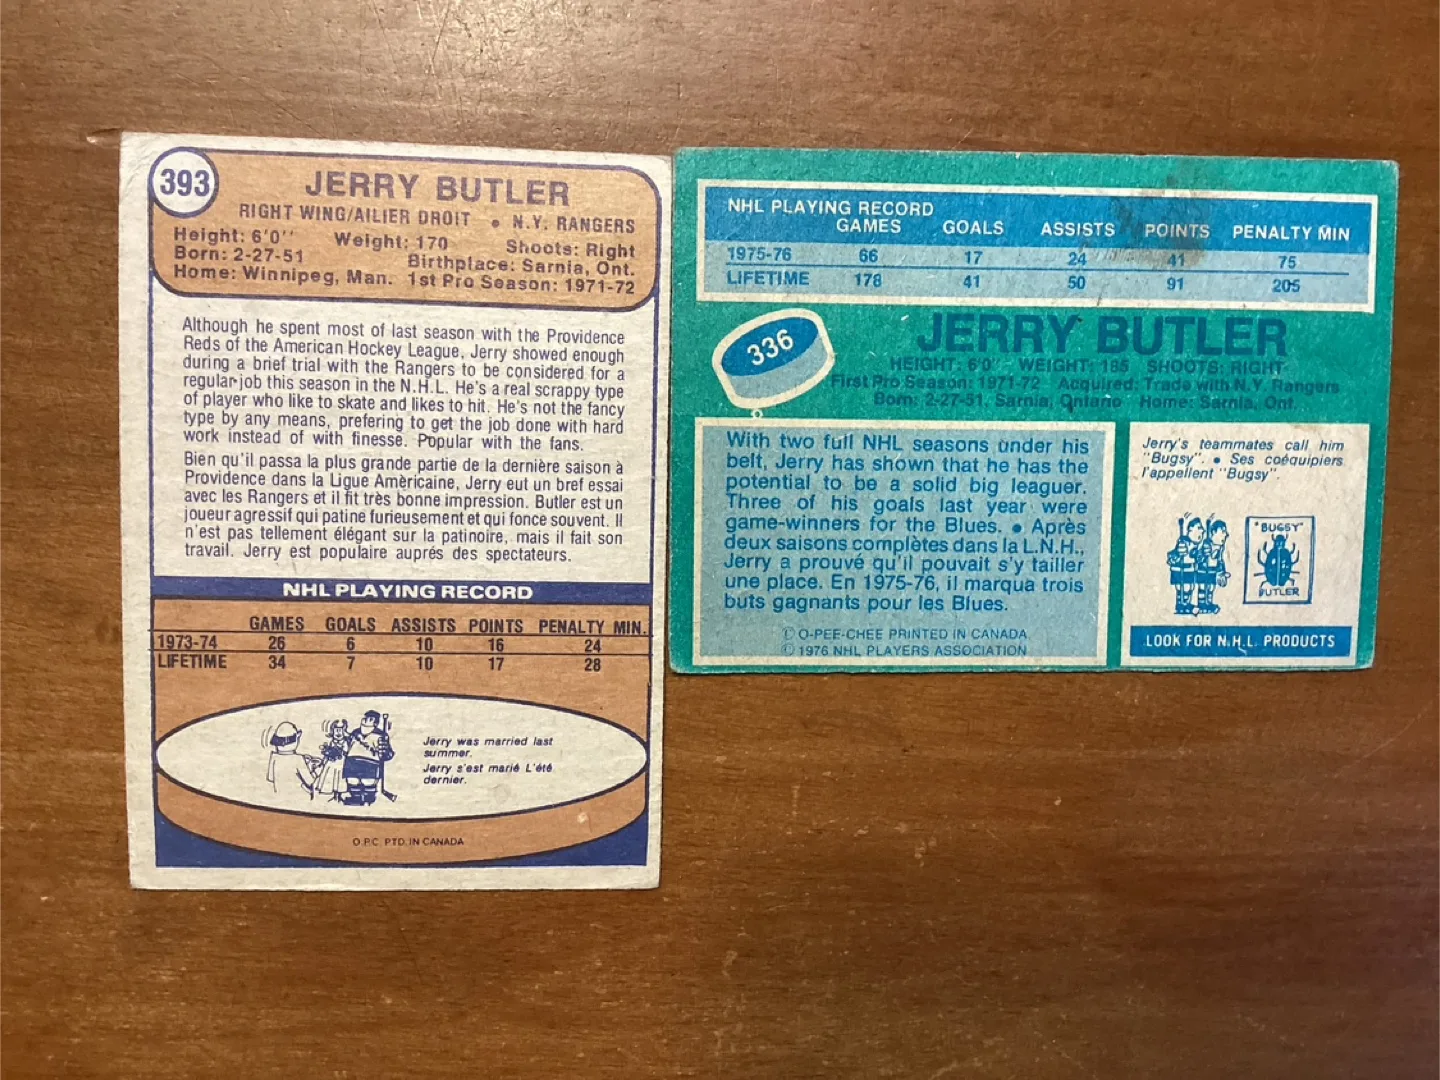 393
JERRY BUTLER
RIGHT WING/AILIER DROIT • N.Y. RANGERS
Height: 6'0'' Weight: 170 Shoots: Right
Born: 2-27-51 Birthplace: Sarnia, Ont.
Home: Winnipeg, Man. 1st Pro Season: 1971-72
Although he spent most of last season with the Providence
Reds of the American Hockey League, Jerry showed enough
during a brief trial with the Rangers to be considered for a
regular job this season in the N.H.L. He's a real scrappy type
of player who like to skate and likes to hit. He's not the fancy
type by any means, prefering to get the job done with hard
work instead of with finesse. Popular with the fans.
Bien qu'il passa la plus grande partie de la dernière saison à
Providence dans la Ligue Amèricaine, Jerry eut un bref essai
avec les Rangers et il fit très bonne impression. Butler est un
joueur agressif qui patine furieusement et qui fonce souvent. Il
n'est pas tellement élégant sur la patinoire, mais il fait son
travail. Jerry est populaire auprés des spectateurs.
NHL PLAYING RECORD
GAMES GOALS ASSISTS POINTS PENALTY MIN.
1973-74 26 6 10 16 24
LIFETIME 34 7 10 17 28
Jerry was married last
summer.
Jerry s'est marié L'été
dernier.
O.P.C. PTD. IN CANADA
NHL PLAYING RECORD
GAMES GOALS ASSISTS POINTS PENALTY MIN
1975-76 66 17 24 41 75
LIFETIME 178 41 50 91 205
336
JERRY BUTLER
HEIGHT: 6'0" WEIGHT: 185 SHOOTS: RIGHT
First Pro Season: 1971-72 Acquired: Trade with N.Y. Rangers
Born: 2-27-51, Sarnia, Ontario Home: Sarnia, Ont.
With two full NHL seasons under his
belt, Jerry has shown that he has the
potential to be a solid big leaguer.
Three of his goals last year were
game-winners for the Blues. • Après
deux saisons complètes dans la L.N.H.,
Jerry a prouvé qu'il pouvait s'y tailler
une place. En 1975-76, il marqua trois
buts gagnants pour les Blues.
© O-PEE-CHEE PRINTED IN CANADA
© 1976 NHL PLAYERS ASSOCIATION
Jerry's teammates call him
"Bugsy". • Ses coéquipiers
l'appellent "Bugsy".
"BUGSY"
BUTLER
LOOK FOR N.H.L. PRODUCTS